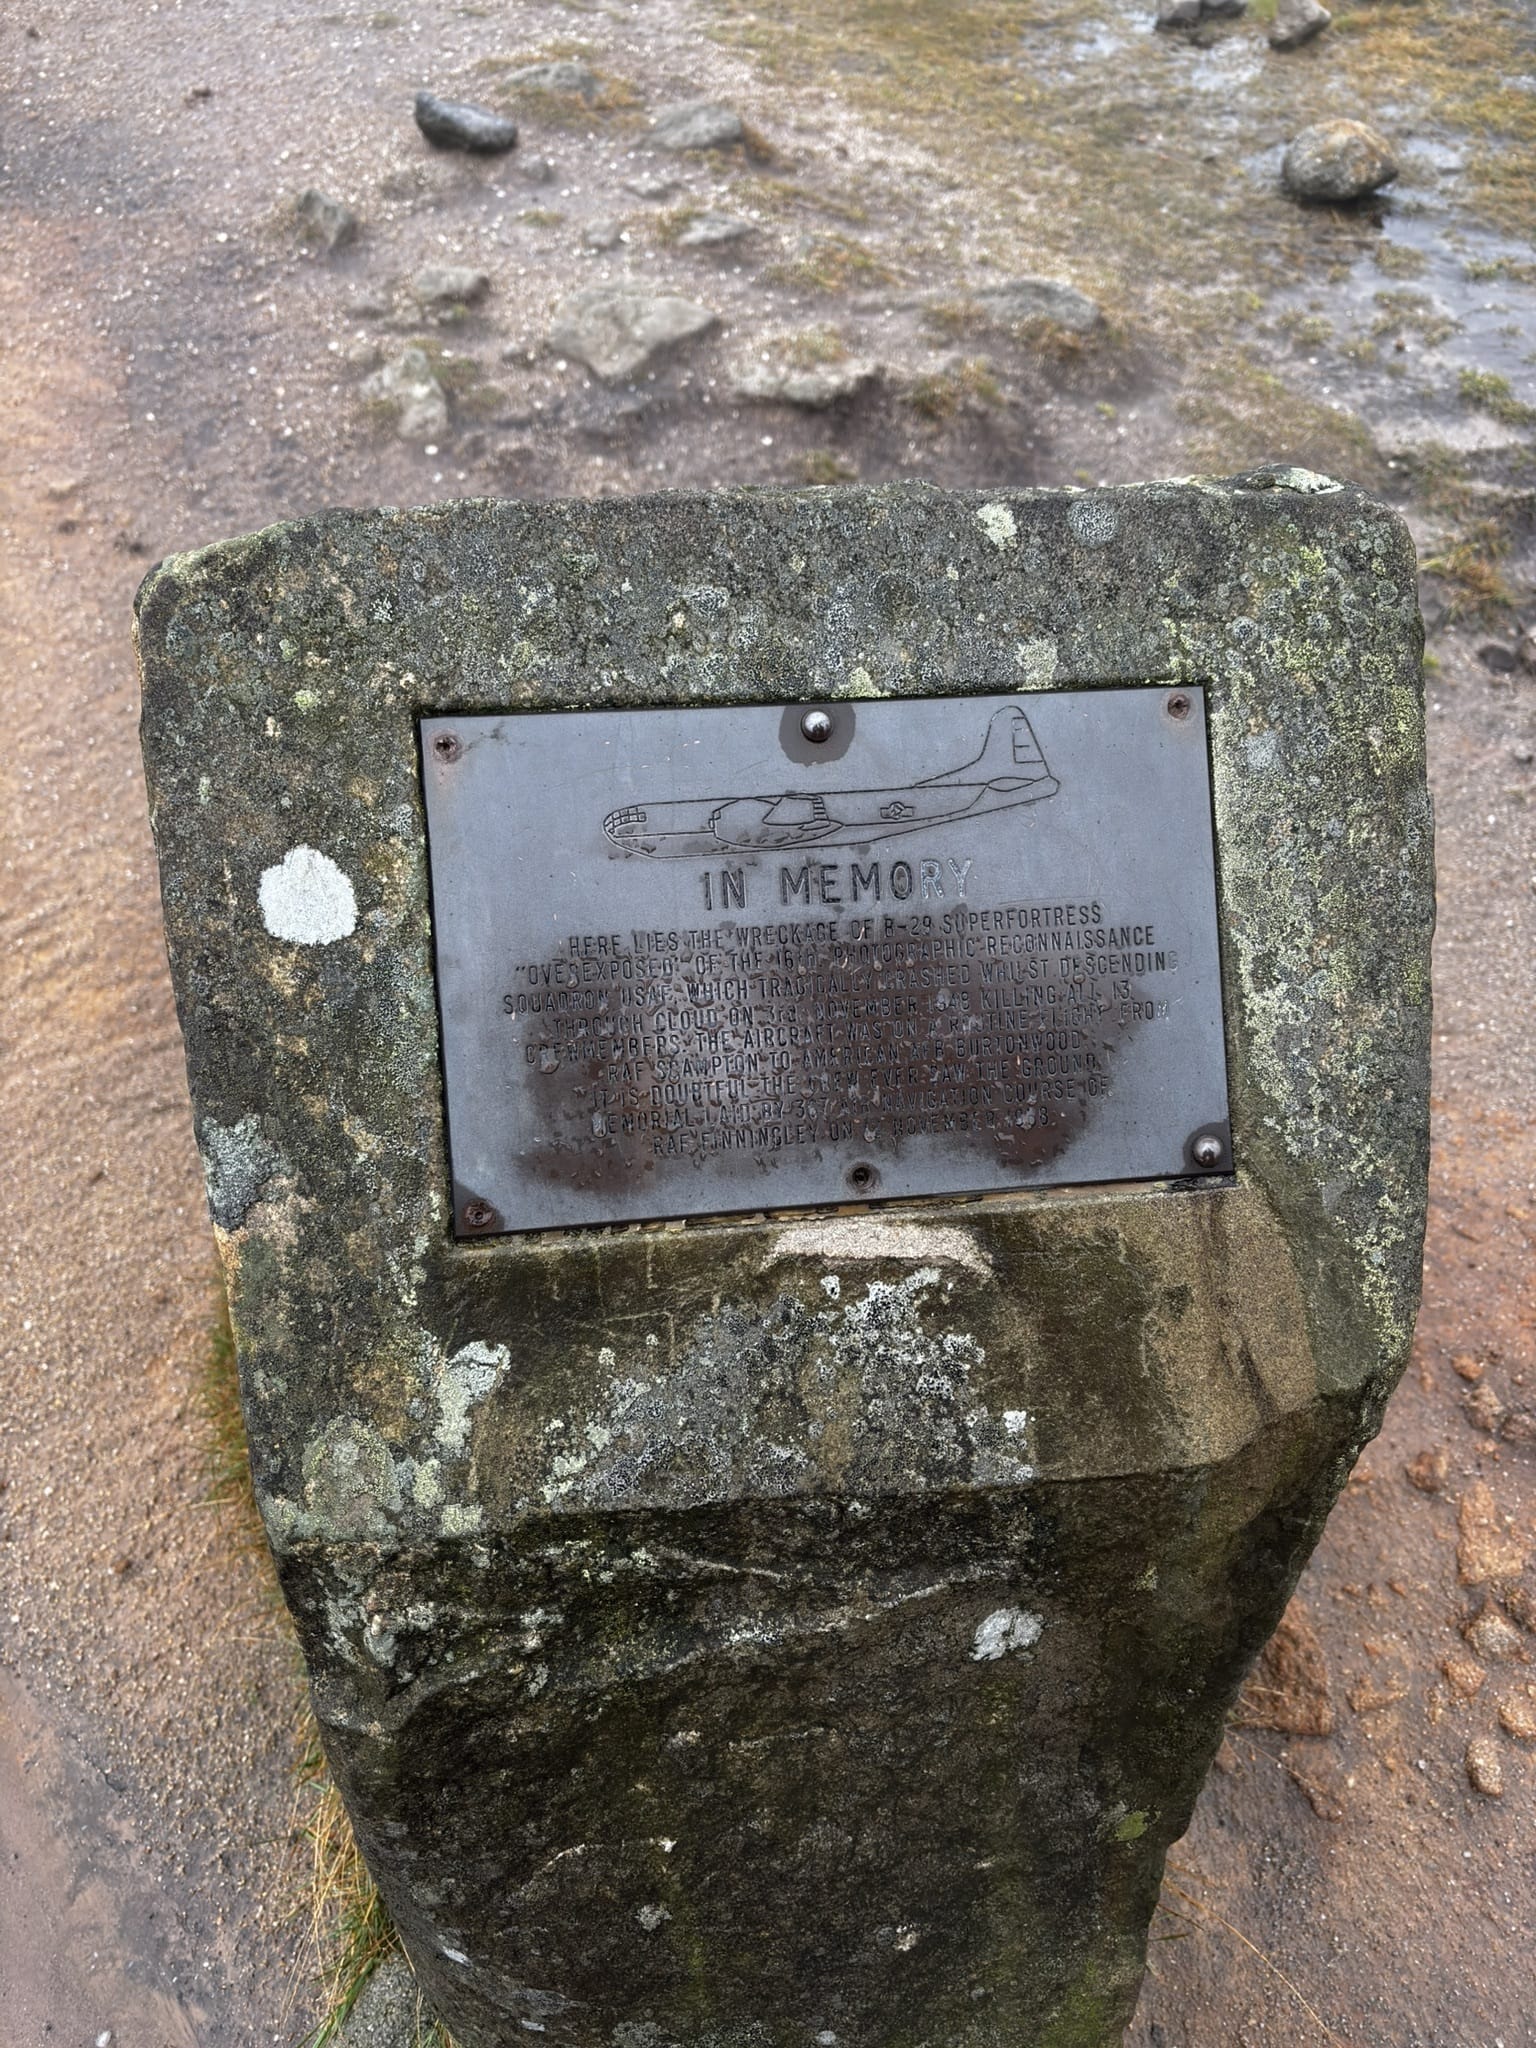 IN MEMORY
HERE LIES THE WRECKAGE OF B-29 SUPERFORTRESS
"OVEREXPOSED" OF THE 16TH PHOTOGRAPHIC RECONNAISSANCE
SQUADRON USAF, WHICH TRAGICALLY CRASHED WHILST DESCENDING
THROUGH CLOUD ON 3RD NOVEMBER 1948 KILLING ALL 13
CREWMEMBERS. THE AIRCRAFT WAS ON A ROUTINE FLIGHT FROM
RAF SCAMPTON TO AMERICAN AFB BURTONWOOD
IT IS DOUBTFUL THE CREW EVER SAW THE GROUND.
MEMORIAL LAID BY 367 AIR NAVIGATION COURSE OF
RAF FINNINGLEY ON NOVEMBER